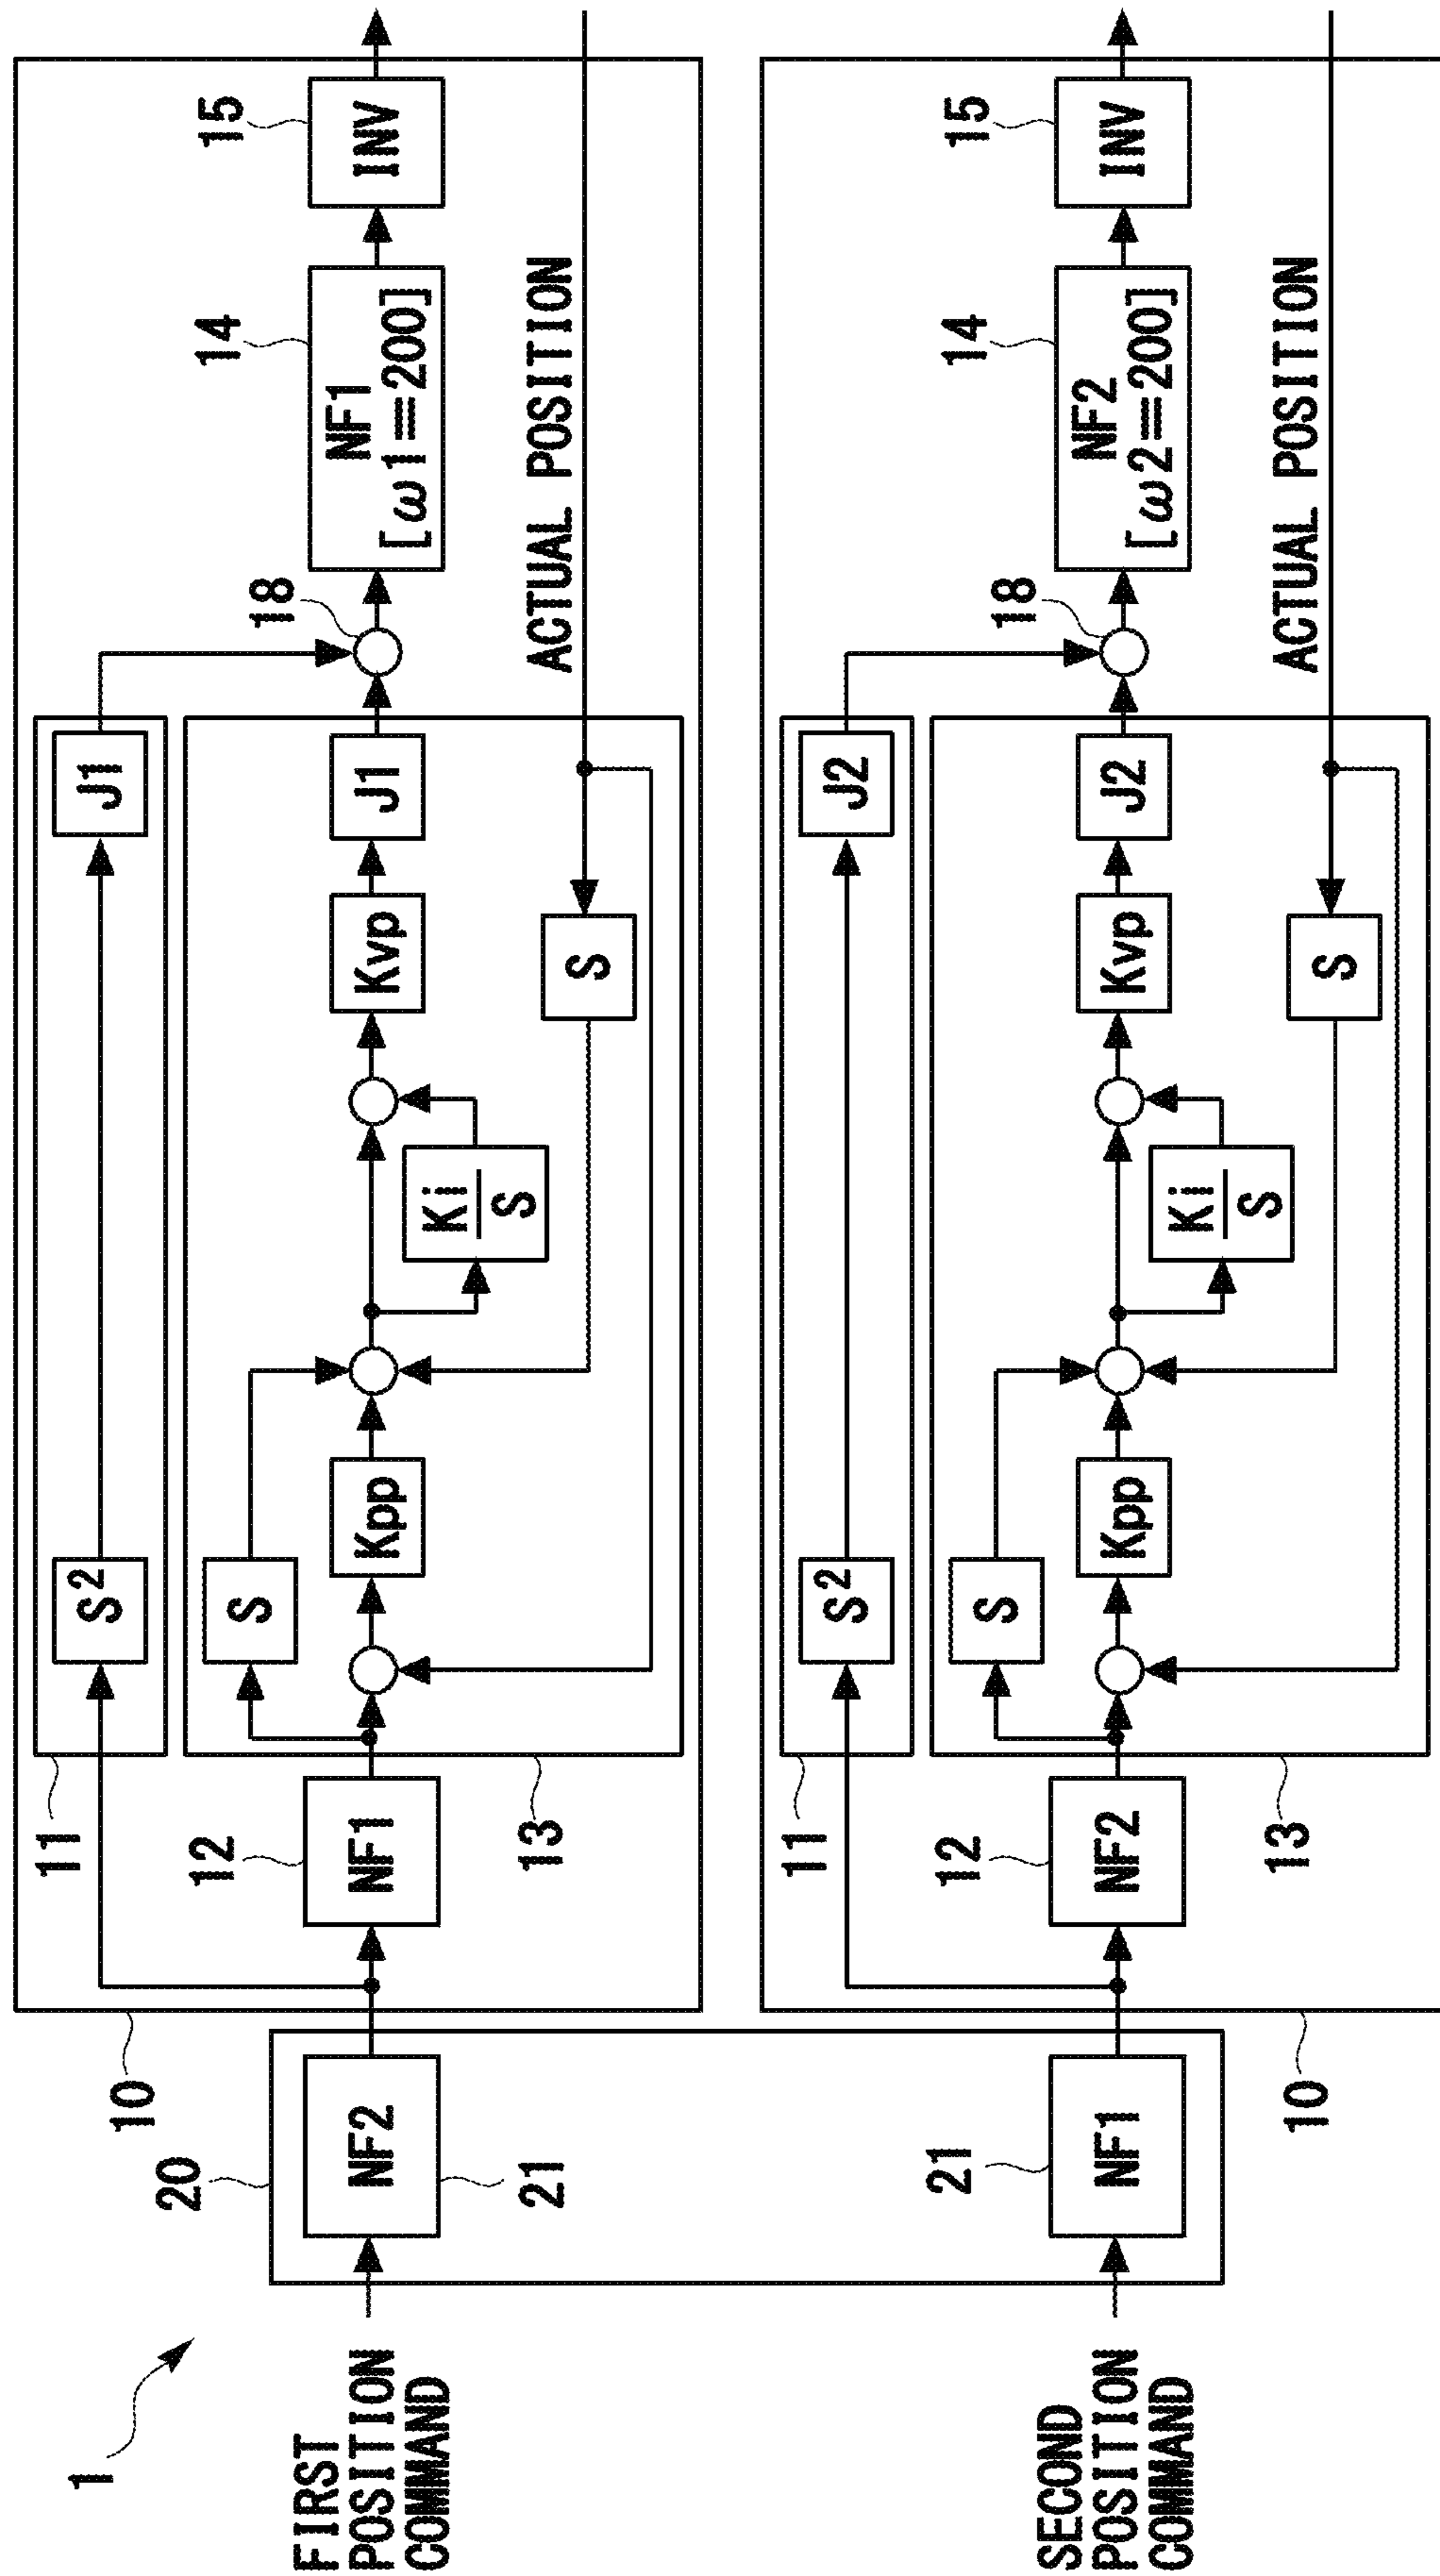 1
FIRST
POSITION
COMMAND
20
NF2
21
10
11
S²
J1
12
NF1
13
S
Kpp
Ki
S
Kvp
J1
S
18
14
NF1
[ω1=200]
15
INV
ACTUAL POSITION
SECOND
POSITION
COMMAND
21
NF1
10
11
S²
J2
12
NF2
13
S
Kpp
Ki
S
Kvp
J2
S
18
14
NF2
[ω2=200]
15
INV
ACTUAL POSITION